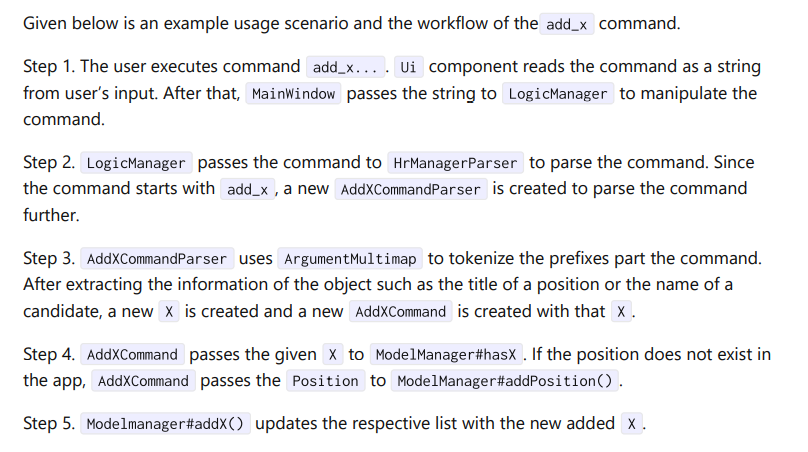 Given below is an example usage scenario and the workflow of the add_x command.
Step 1. The user executes command add_x... . Ui component reads the command as a string
from user's input. After that, MainWindow passes the string to LogicManager to manipulate the
command.
Step 2. LogicManager passes the command to HrManagerParser to parse the command. Since
the command starts with add_x , a new AddXCommandParser is created to parse the command
further.
Step 3. AddXCommandParser uses ArgumentMultimap to tokenize the prefixes part the command.
After extracting the information of the object such as the title of a position or the name of a
candidate, a new X is created and a new AddXCommand is created with that X .
Step 4. AddXCommand passes the given X to ModelManager#hasX . If the position does not exist in
the app, AddXCommand passes the Position to ModelManager#addPosition() .
Step 5. Modelmanager#addX() updates the respective list with the new added X .